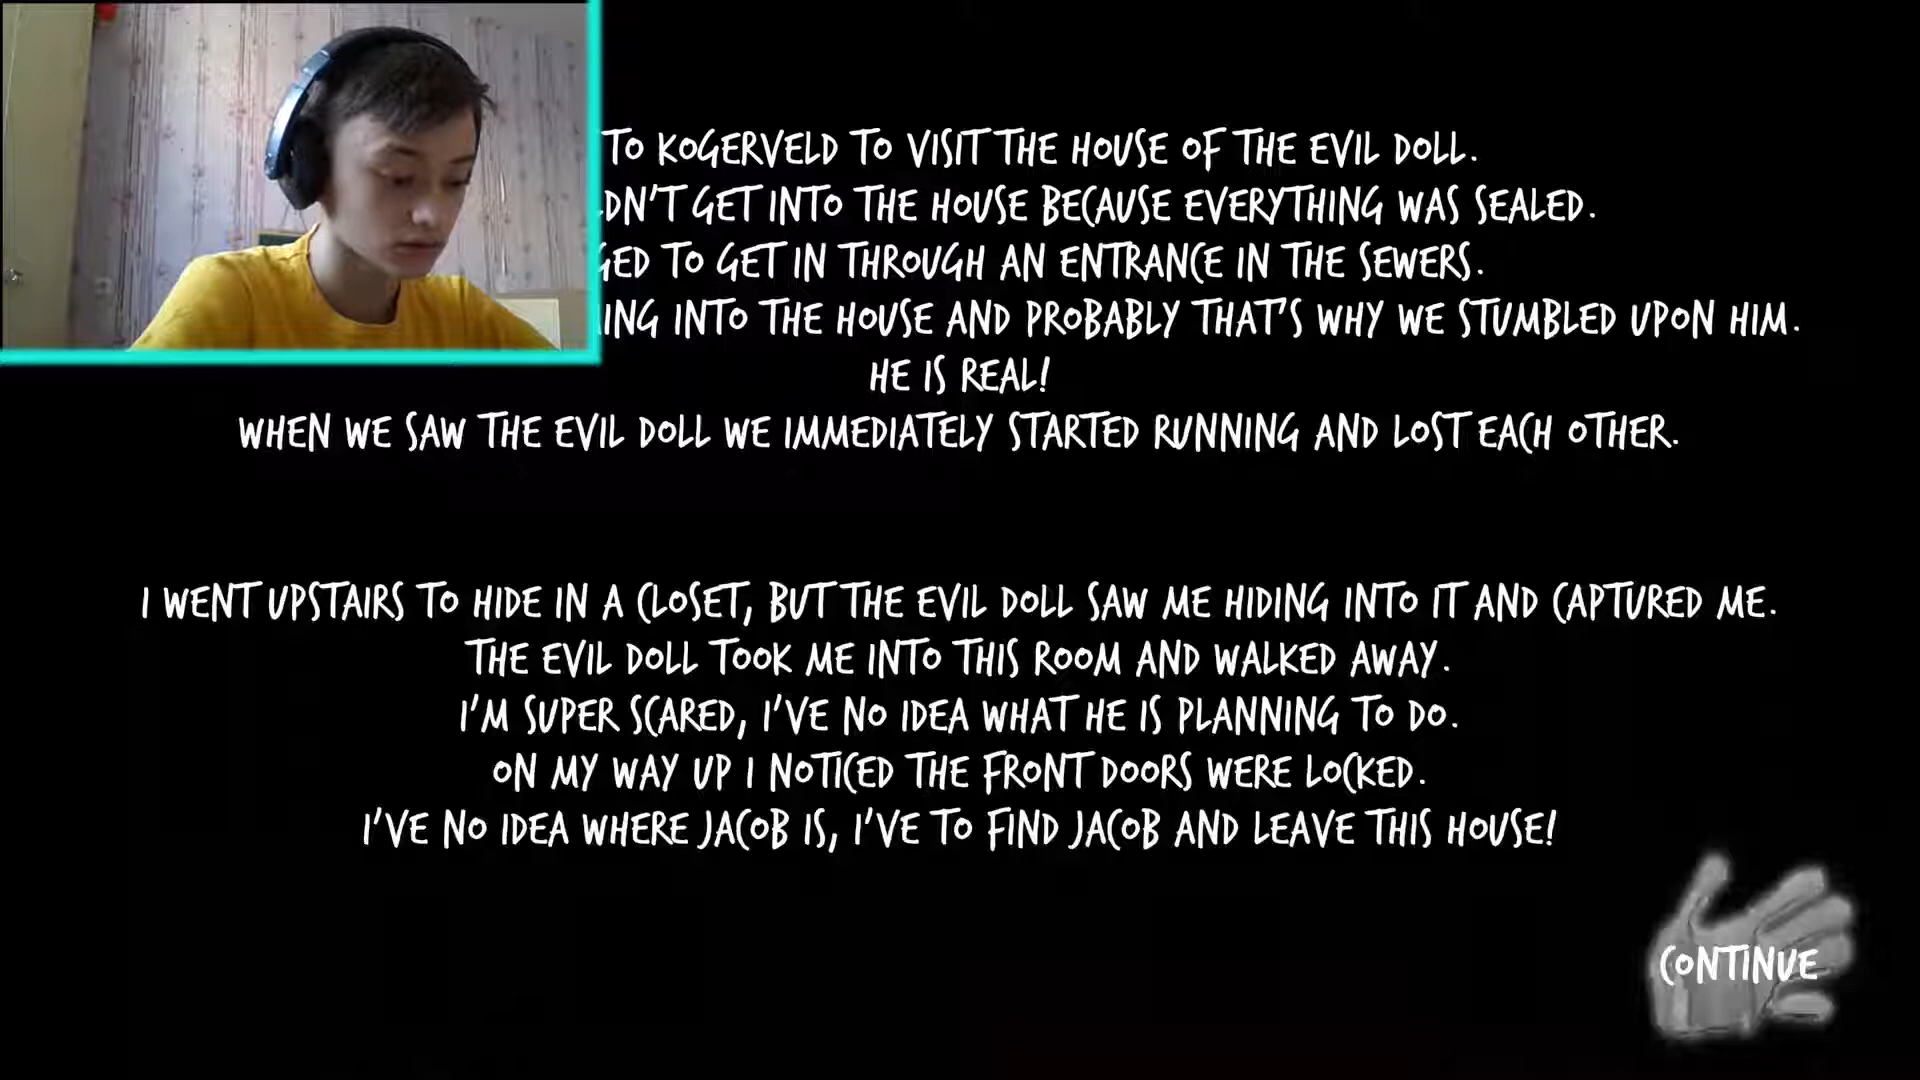 TO KOGERVELD TO VISIT THE HOUSE OF THE EVIL DOLL.
GET INTO THE HOUSE BECAUSE EVERYTHING WAS SEALED.
TO GET IN THROUGH AN ENTRANCE IN THE SEWERS.
INTO THE HOUSE AND PROBABLY THAT'S WHY WE STUMBLED UPON HIM.
HE IS REAL!
WHEN WE SAW THE EVIL DOLL WE IMMEDIATELY STARTED RUNNING AND LOST EACH OTHER.
I WENT UPSTAIRS TO HIDE IN A CLOSET, BUT THE EVIL DOLL SAW ME HIDING INTO IT AND CAPTURED ME.
THE EVIL DOLL TOOK ME INTO THIS ROOM AND WALKED AWAY.
I'M SUPER SCARED, I'VE NO IDEA WHAT HE IS PLANNING TO DO.
ON MY WAY UP I NOTICED THE FRONT DOORS WERE LOCKED.
I'VE NO IDEA WHERE JACOB IS, I'VE TO FIND JACOB AND LEAVE THIS HOUSE!
CONTINUE